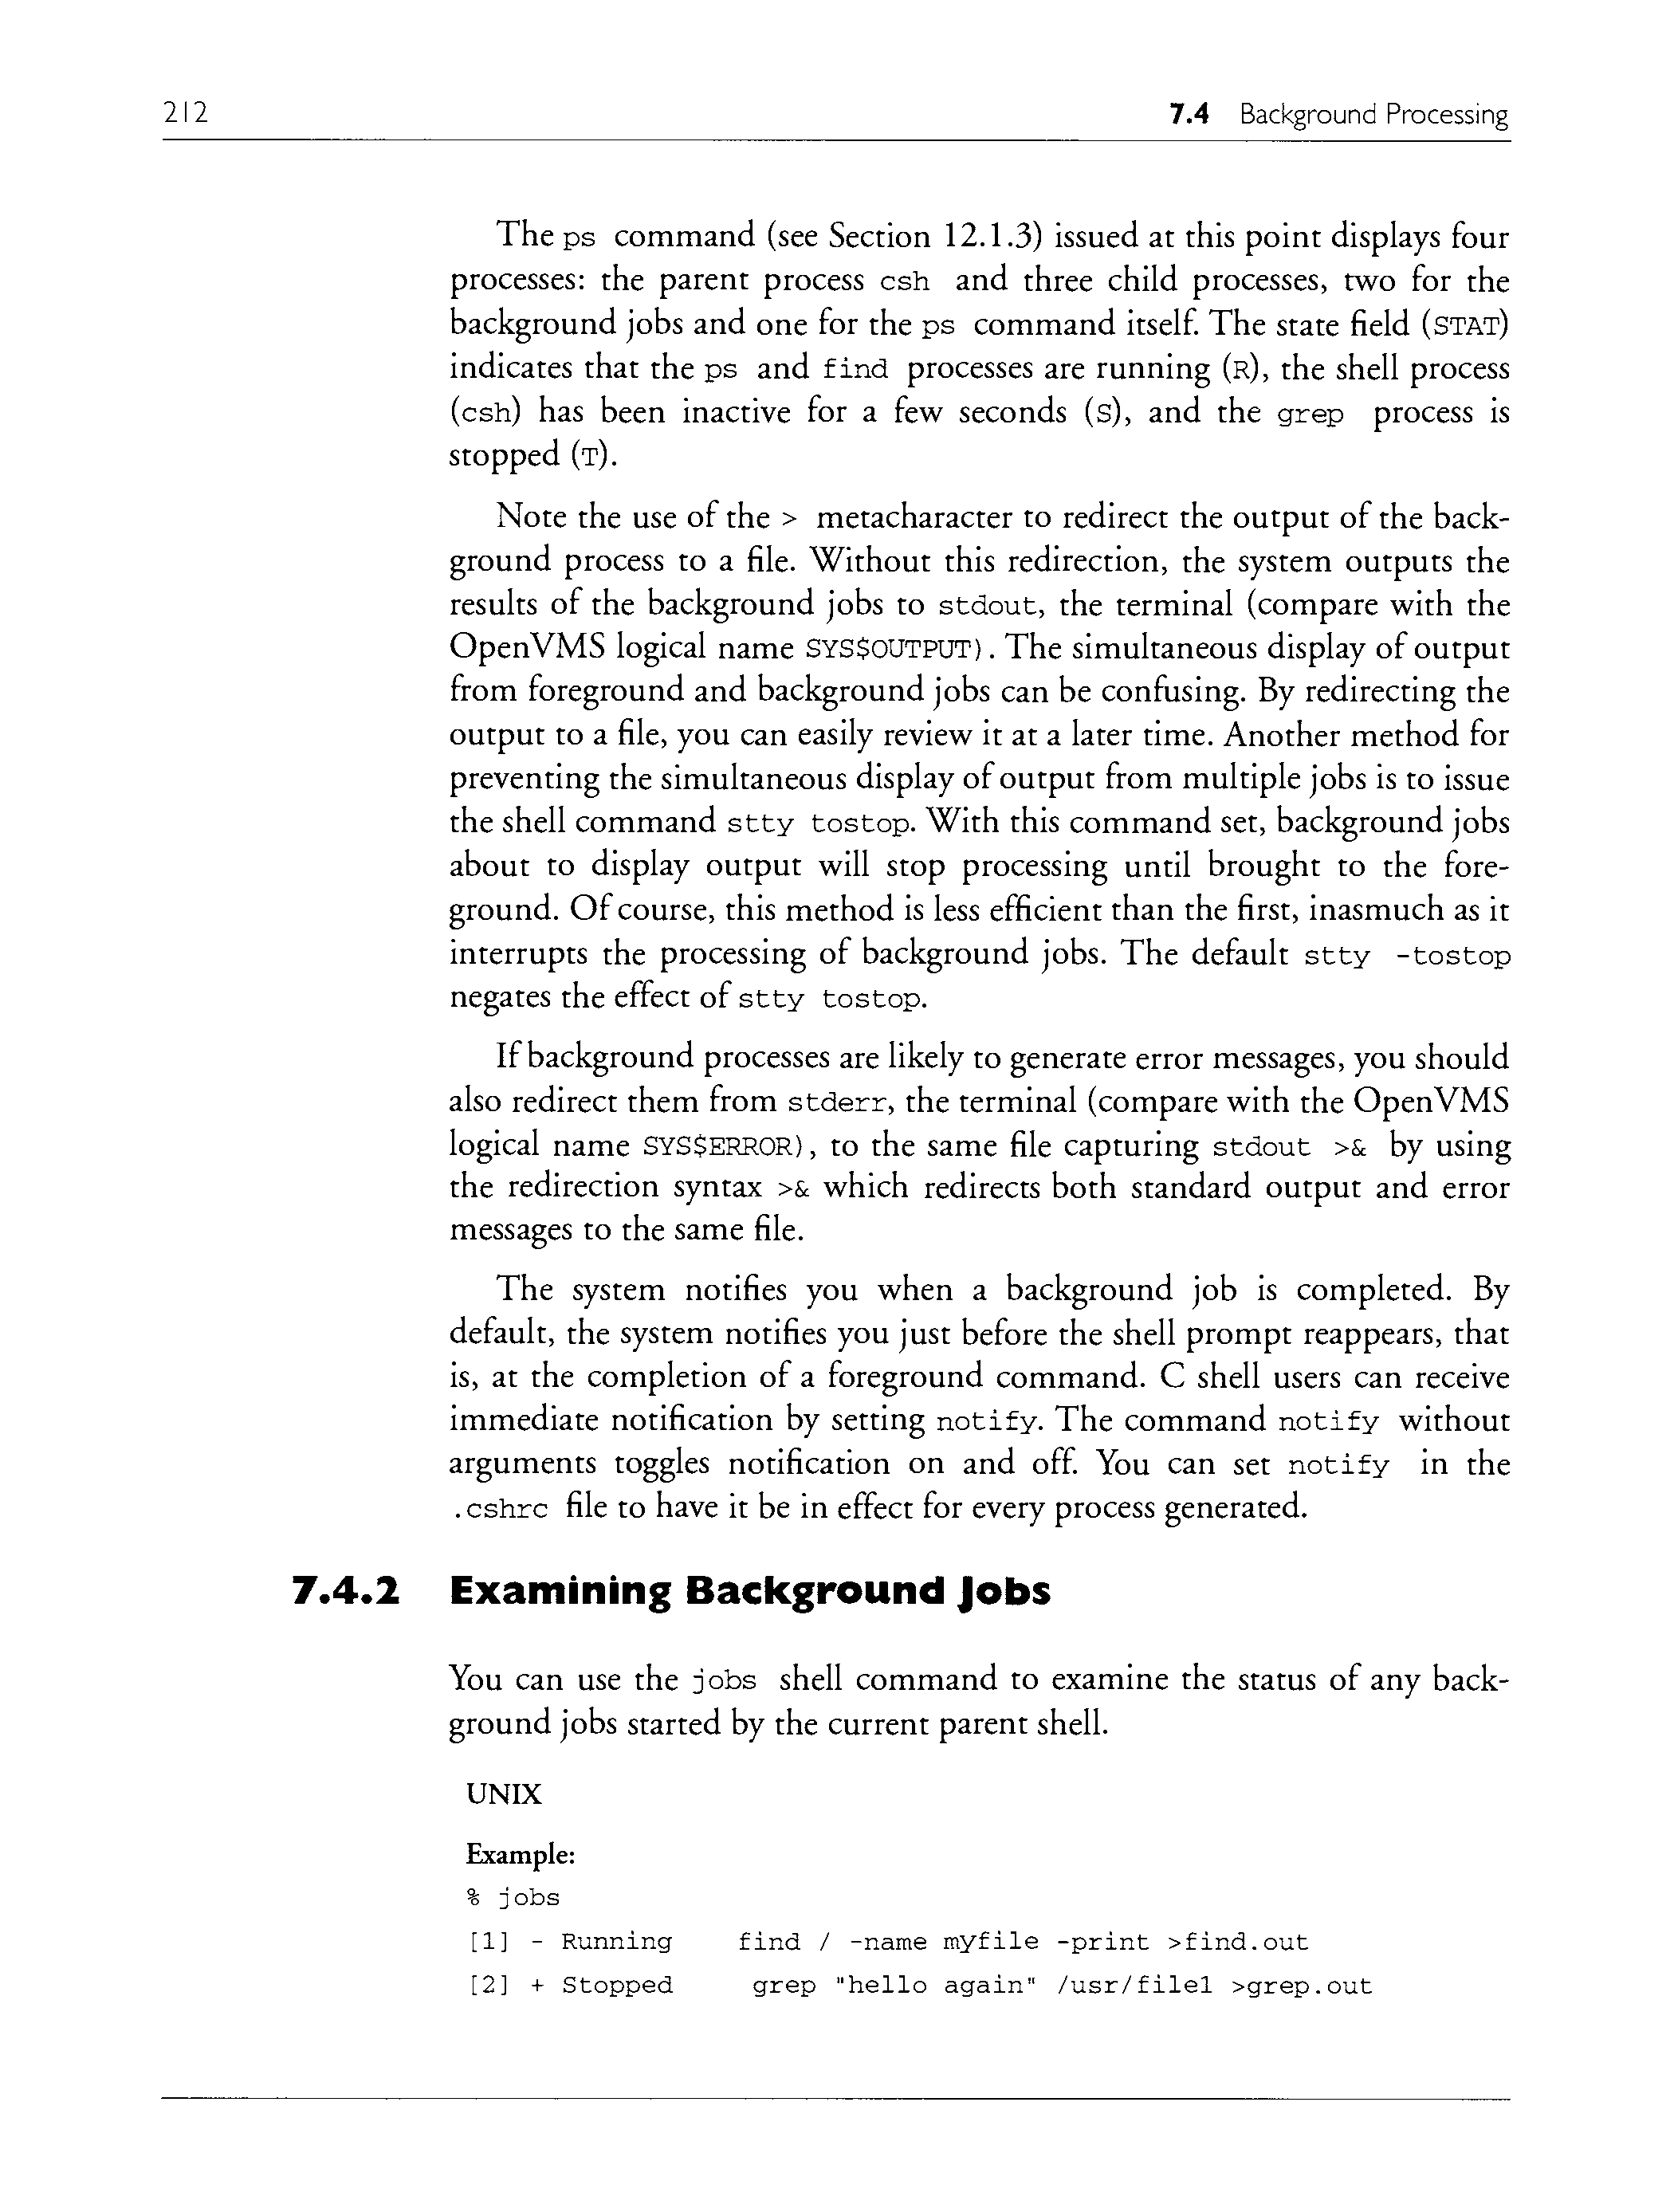 212
7.4 Background Processing
The ps command (see Section 12.1.3) issued at this point displays four
processes: the parent process csh and three child processes, two for the
background jobs and one for the ps command itself. The state field (STAT)
indicates that the ps and find processes are running (R), the shell process
(csh) has been inactive for a few seconds (S), and the grep process is
stopped (T).
Note the use of the > metacharacter to redirect the output of the back-
ground process to a file. Without this redirection, the system outputs the
results of the background jobs to stdout, the terminal (compare with the
OpenVMS logical name SYS$OUTPUT). The simultaneous display of output
from foreground and background jobs can be confusing. By redirecting the
output to a file, you can easily review it at a later time. Another method for
preventing the simultaneous display of output from multiple jobs is to issue
the shell command stty tostop. With this command set, background jobs
about to display output will stop processing until brought to the fore-
ground. Of course, this method is less efficient than the first, inasmuch as it
interrupts the processing of background jobs. The default stty -tostop
negates the effect of stty tostop.
If background processes are likely to generate error messages, you should
also redirect them from stderr, the terminal (compare with the OpenVMS
logical name SYS$ERROR), to the same file capturing stdout >& by using
the redirection syntax >& which redirects both standard output and error
messages to the same file.
The system notifies you when a background job is completed. By
default, the system notifies you just before the shell prompt reappears, that
is, at the completion of a foreground command. C shell users can receive
immediate notification by setting notify. The command notify without
arguments toggles notification on and off. You can set notify in the
.cshrc file to have it be in effect for every process generated.
7.4.2 Examining Background Jobs
You can use the jobs shell command to examine the status of any back-
ground jobs started by the current parent shell.
UNIX
Example:
% jobs
[1] - Running find / -name myfile -print >find.out
[2] + Stopped grep "hello again" /usr/file1 >grep.out